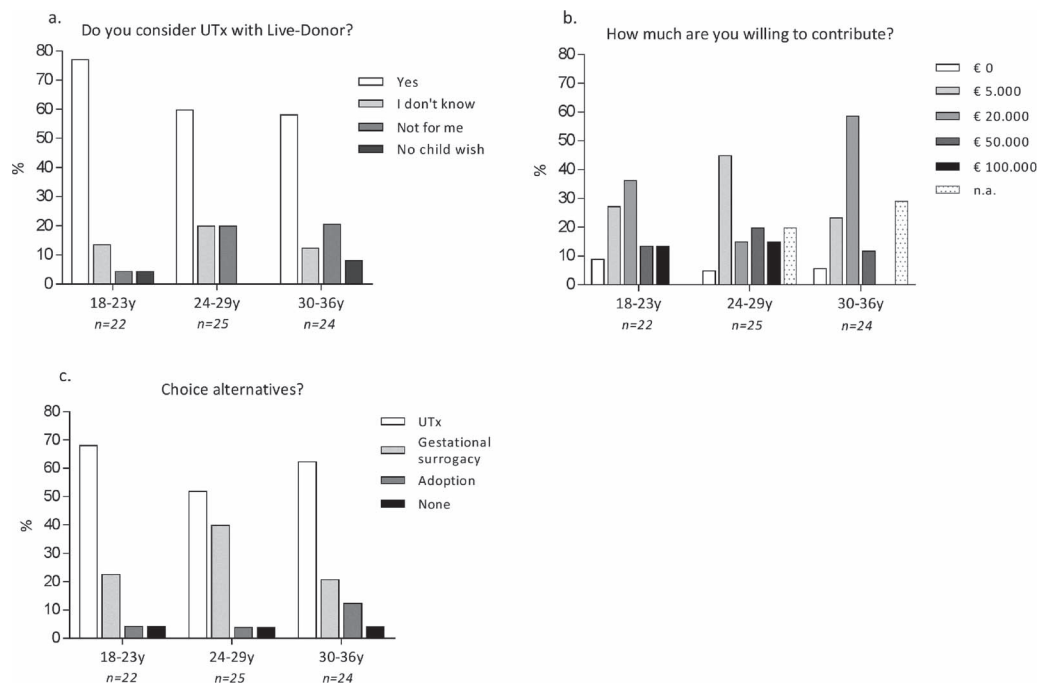 a.
Do you consider UTx with Live-Donor?
80
70
60
50
40
30
20
10
0
%
Yes
I don't know
Not for me
No child wish
18-23y
24-29y
30-36y
n=22
n=25
n=24
b.
How much are you willing to contribute?
80
70
60
50
40
30
20
10
0
%
€ 0
€ 5.000
€ 20.000
€ 50.000
€ 100.000
n.a.
18-23y
24-29y
30-36y
n=22
n=25
n=24
c.
Choice alternatives?
80
70
60
50
40
30
20
10
0
%
UTx
Gestational
surrogacy
Adoption
None
18-23y
24-29y
30-36y
n=22
n=25
n=24